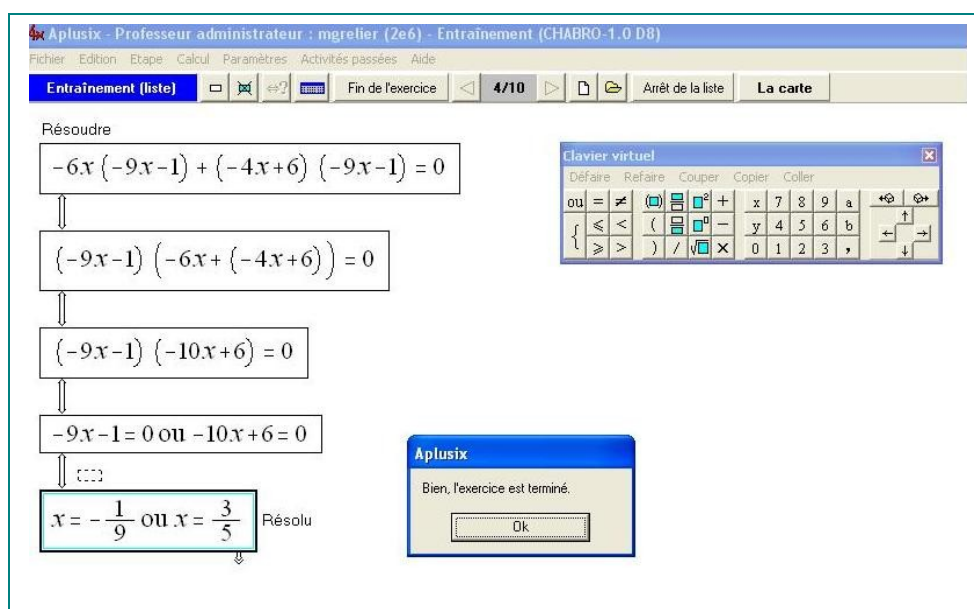 Aplusix - Professeur administrateur : mgrelier (2e6) - Entraînement (CHABRO-1.0 D8)
Fichier Edition Etape Calcul Paramètres Activités passées Aide
Entraînement (liste) ⇔? Fin de l'exercice 4/10 Arrêt de la liste La carte
Résoudre
-6x (-9x-1) + (-4x+6) (-9x-1) = 0
(-9x-1) (-6x + (-4x+6)) = 0
(-9x-1) (-10x+6) = 0
-9x-1 = 0 ou -10x+6 = 0
x = -1/9 ou x = 3/5 Résolu
Clavier virtuel
Défaire Refaire Couper Copier Coller
ou = ≠ (□) □² + x 7 8 9 a
{ ⩽ < ( □ⁿ - y 4 5 6 b
⩾ > ) / √□ × 0 1 2 3 ,
Aplusix
Bien, l'exercice est terminé.
Ok